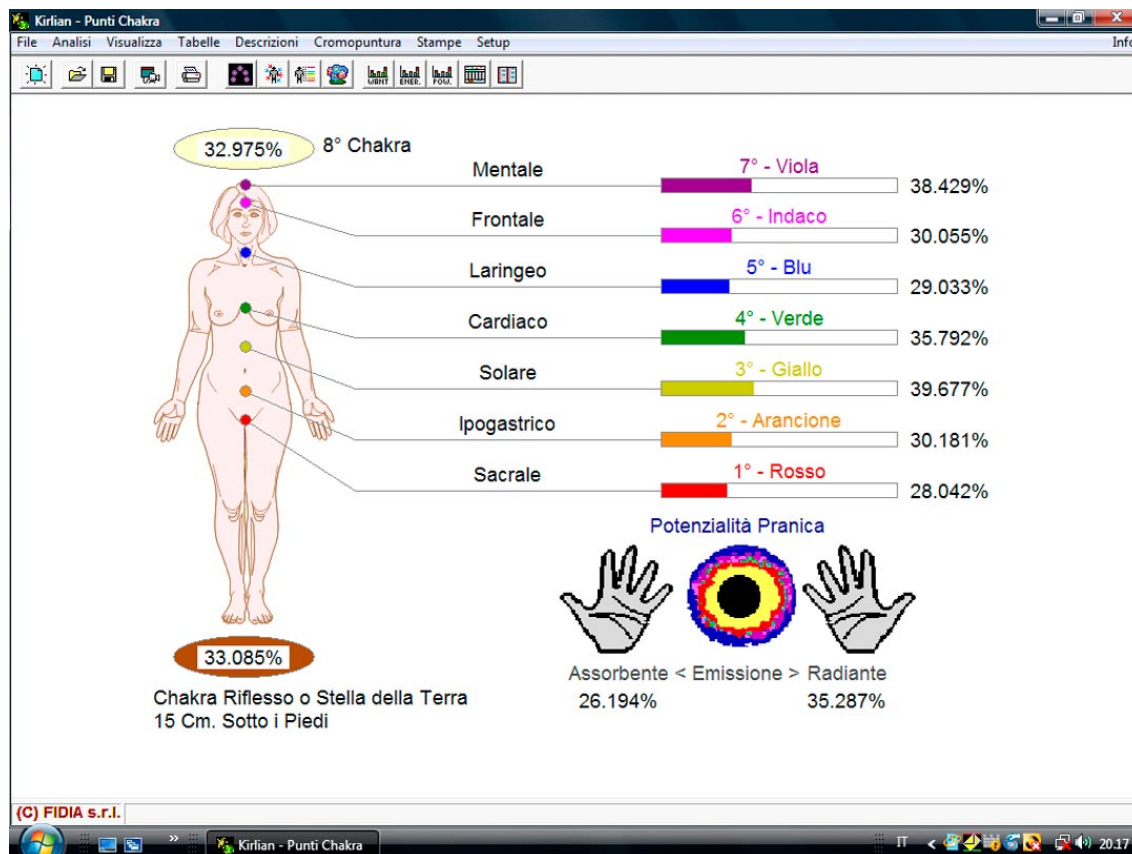 Kirlian - Punti Chakra
File Analisi Visualizza Tabelle Descrizioni Cromopuntura Stampe Setup Info
WANT ENER. POW.
32.975% 8° Chakra
Mentale 7° - Viola 38.429%
Frontale 6° - Indaco 30.055%
Laringeo 5° - Blu 29.033%
Cardiaco 4° - Verde 35.792%
Solare 3° - Giallo 39.677%
Ipogastrico 2° - Arancione 30.181%
Sacrale 1° - Rosso 28.042%
Potenzialità Pranica
33.085%
Assorbente < Emissione > Radiante
26.194% 35.287%
Chakra Riflesso o Stella della Terra
15 Cm. Sotto i Piedi
(C) FIDIA s.r.l.
» Kirlian - Punti Chakra IT < 20.17